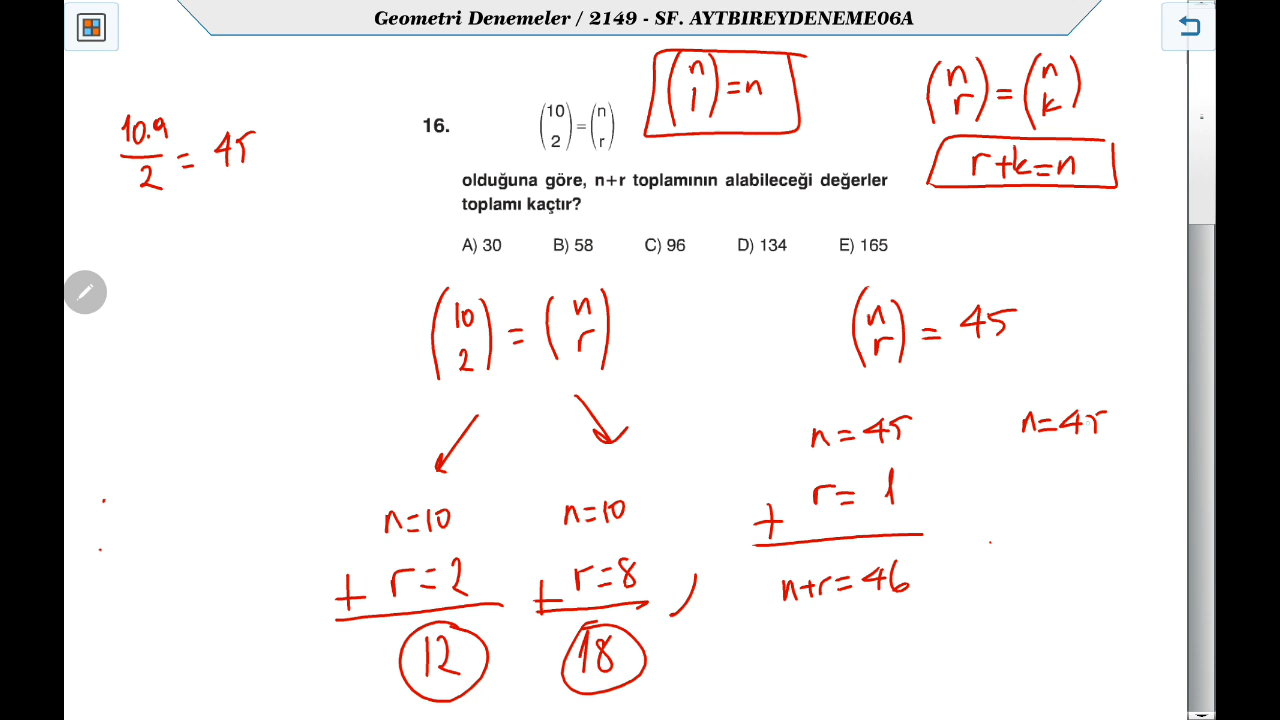 Geometri Denemeler / 2149 - SF. AYTBIREYDENEME06A
(n 1) = n
(n r) = (n k)
r+k=n
10.9/2 = 45
16. (10 2) = (n r)
olduğuna göre, n+r toplamının alabileceği değerler
toplamı kaçtır?
A) 30 B) 58 C) 96 D) 134 E) 165
(10 2) = (n r)
(n r) = 45
n=10
+ r=2
12
n=10
+ r=8
18
,
n=45
+ r=1
n+r=46
n=45